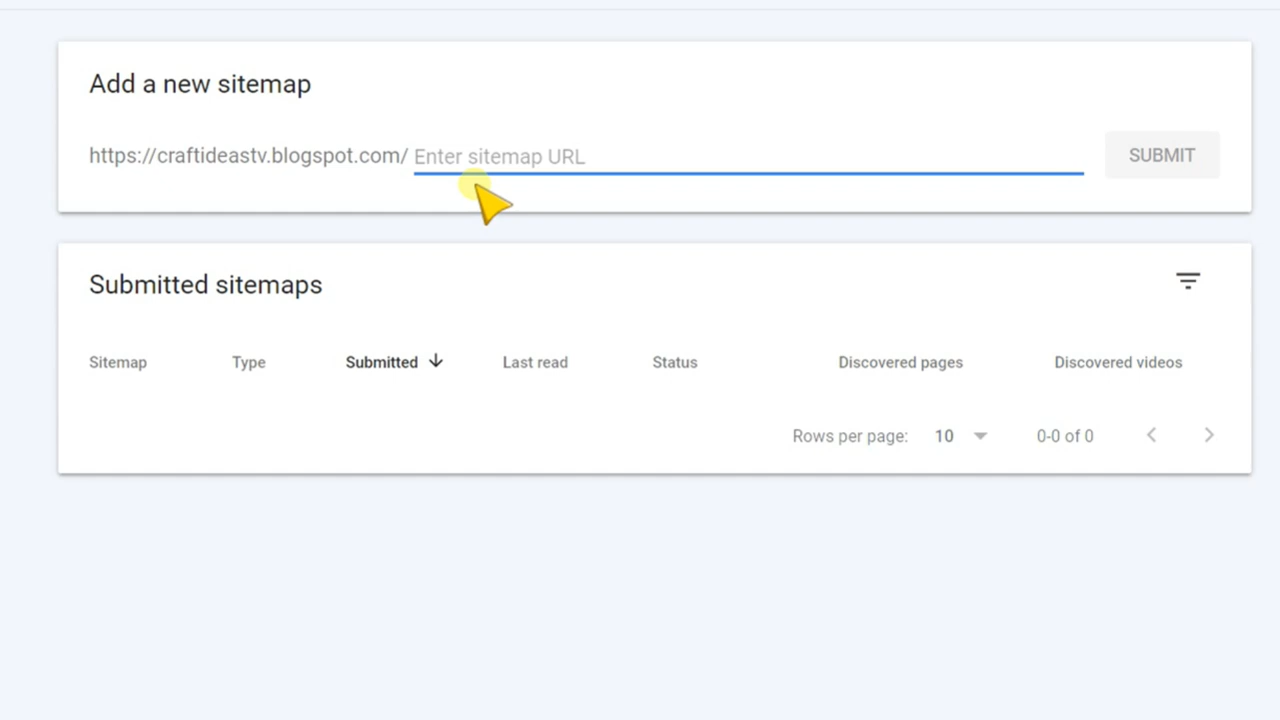 Add a new sitemap
https://craftideastv.blogspot.com/ Enter sitemap URL SUBMIT
Submitted sitemaps
Sitemap Type Submitted Last read Status Discovered pages Discovered videos
Rows per page: 10 0-0 of 0